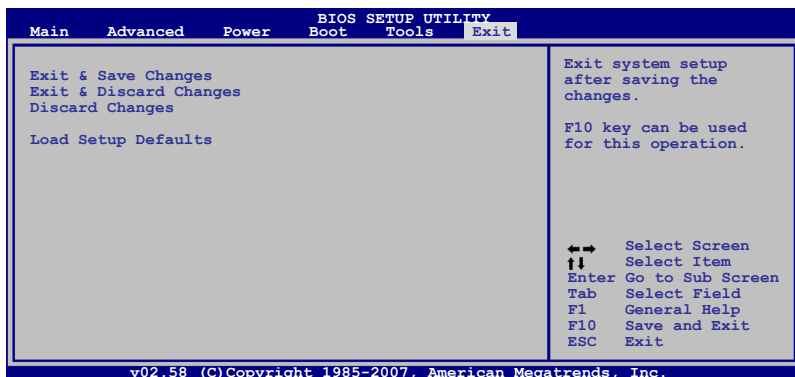 BIOS SETUP UTILITY
Main Advanced Power Boot Tools Exit
Exit & Save Changes
Exit & Discard Changes
Discard Changes
Load Setup Defaults
Exit system setup
after saving the
changes.
F10 key can be used
for this operation.
←→ Select Screen
↑↓ Select Item
Enter Go to Sub Screen
Tab Select Field
F1 General Help
F10 Save and Exit
ESC Exit
v02.58 (C)Copyright 1985-2007, American Megatrends, Inc.